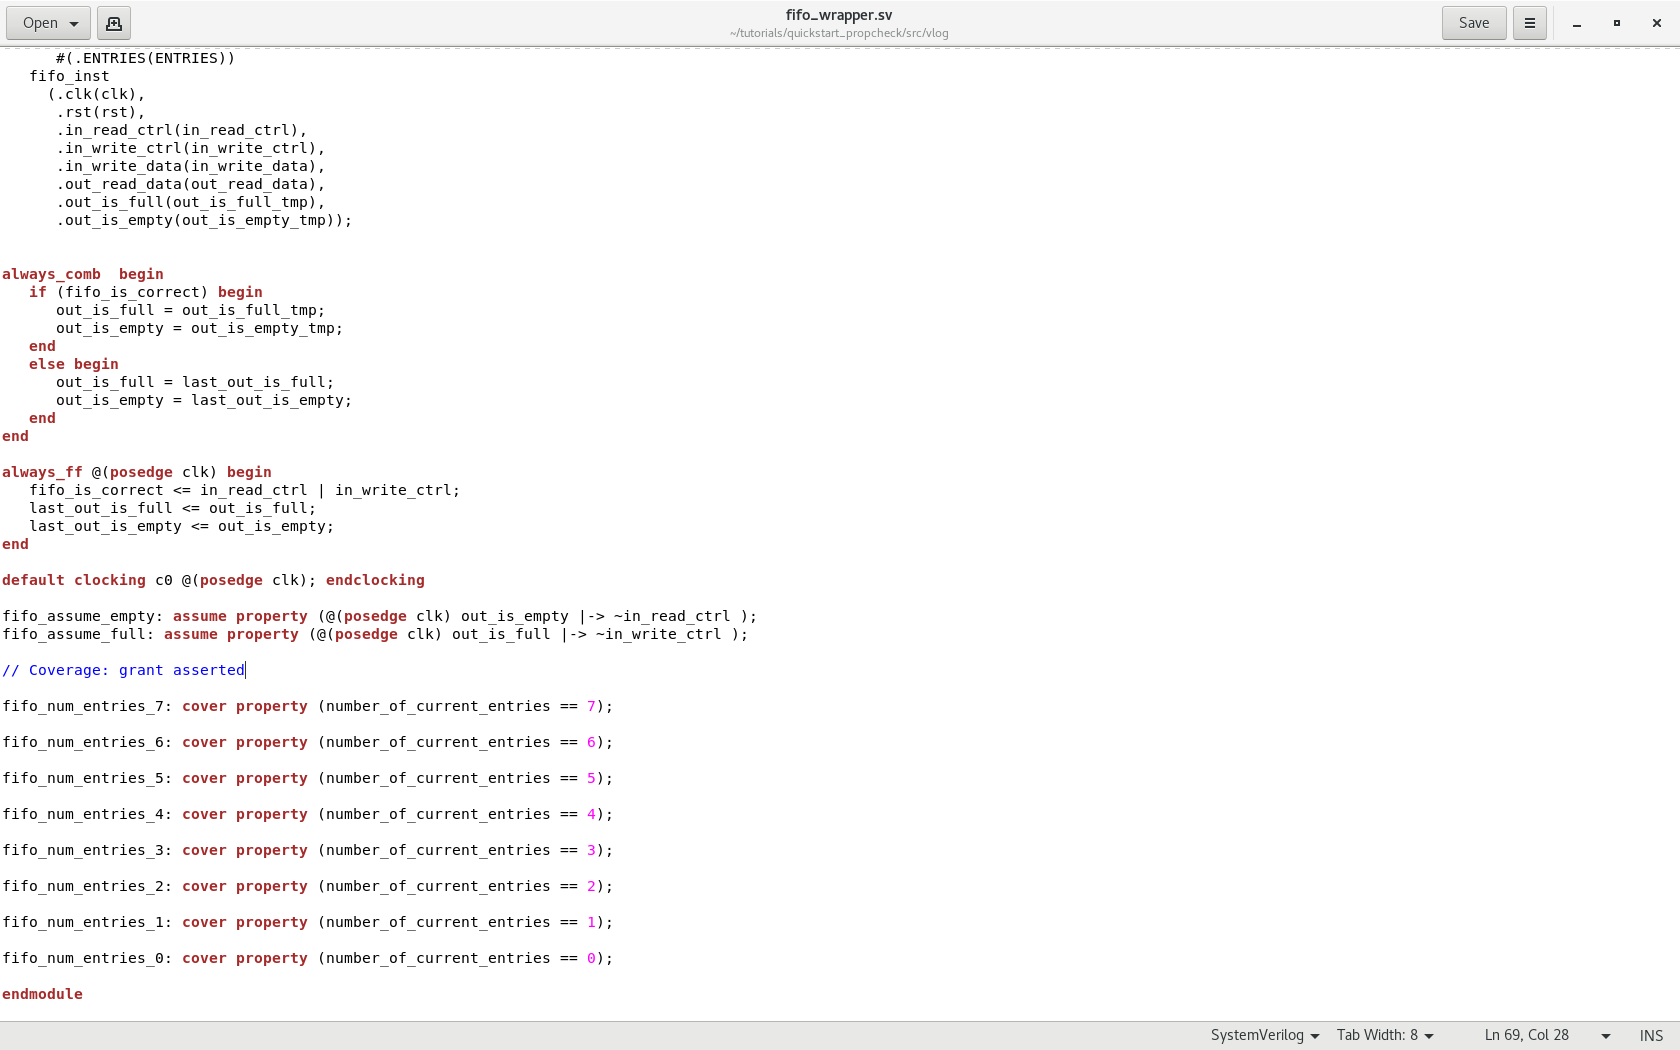 Open
fifo_wrapper.sv
~/tutorials/quickstart_propcheck/src/vlog
Save
#(.ENTRIES(ENTRIES))
fifo_inst
(.clk(clk),
.rst(rst),
.in_read_ctrl(in_read_ctrl),
.in_write_ctrl(in_write_ctrl),
.in_write_data(in_write_data),
.out_read_data(out_read_data),
.out_is_full(out_is_full_tmp),
.out_is_empty(out_is_empty_tmp));
always_comb  begin
if (fifo_is_correct) begin
out_is_full = out_is_full_tmp;
out_is_empty = out_is_empty_tmp;
end
else begin
out_is_full = last_out_is_full;
out_is_empty = last_out_is_empty;
end
end
always_ff @(posedge clk) begin
fifo_is_correct <= in_read_ctrl | in_write_ctrl;
last_out_is_full <= out_is_full;
last_out_is_empty <= out_is_empty;
end
default clocking c0 @(posedge clk); endclocking
fifo_assume_empty: assume property (@(posedge clk) out_is_empty |-> ~in_read_ctrl );
fifo_assume_full: assume property (@(posedge clk) out_is_full |-> ~in_write_ctrl );
// Coverage: grant asserted
fifo_num_entries_7: cover property (number_of_current_entries == 7);
fifo_num_entries_6: cover property (number_of_current_entries == 6);
fifo_num_entries_5: cover property (number_of_current_entries == 5);
fifo_num_entries_4: cover property (number_of_current_entries == 4);
fifo_num_entries_3: cover property (number_of_current_entries == 3);
fifo_num_entries_2: cover property (number_of_current_entries == 2);
fifo_num_entries_1: cover property (number_of_current_entries == 1);
fifo_num_entries_0: cover property (number_of_current_entries == 0);
endmodule
SystemVerilog Tab Width: 8 Ln 69, Col 28 INS